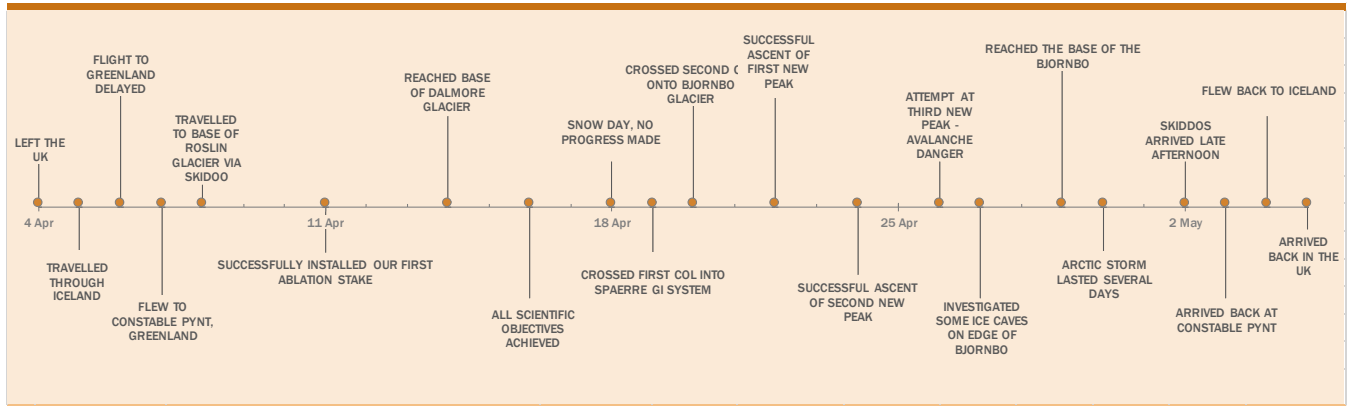 LEFT THE
UK
TRAVELLED
THROUGH
ICELAND
FLIGHT TO
GREENLAND
DELAYED
FLEW TO
CONSTABLE PYNT,
GREENLAND
TRAVELLED
TO BASE OF
ROSLIN
GLACIER VIA
SKIDOO
SUCCESSFULLY INSTALLED OUR FIRST
ABLATION STAKE
REACHED BASE
OF DALMORE
GLACIER
ALL SCIENTIFIC
OBJECTIVES
ACHIEVED
SNOW DAY, NO
PROGRESS MADE
CROSSED FIRST COL INTO
SPAERRE GI SYSTEM
CROSSED SECOND
ONTO BJORNBO
GLACIER
SUCCESSFUL
ASCENT OF
FIRST NEW
PEAK
SUCCESSFUL ASCENT
OF SECOND NEW
PEAK
ATTEMPT AT
THIRD NEW
PEAK -
AVALANCHE
DANGER
INVESTIGATED
SOME ICE CAVES
ON EDGE OF
BJORNBO
REACHED THE BASE OF THE
BJORNBO
ARCTIC STORM
LASTED SEVERAL
DAYS
SKIDDOS
ARRIVED LATE
AFTERNOON
ARRIVED BACK AT
CONSTABLE PYNT
FLEW BACK TO ICELAND
ARRIVED
BACK IN THE
UK
4 Apr
11 Apr
18 Apr
25 Apr
2 May